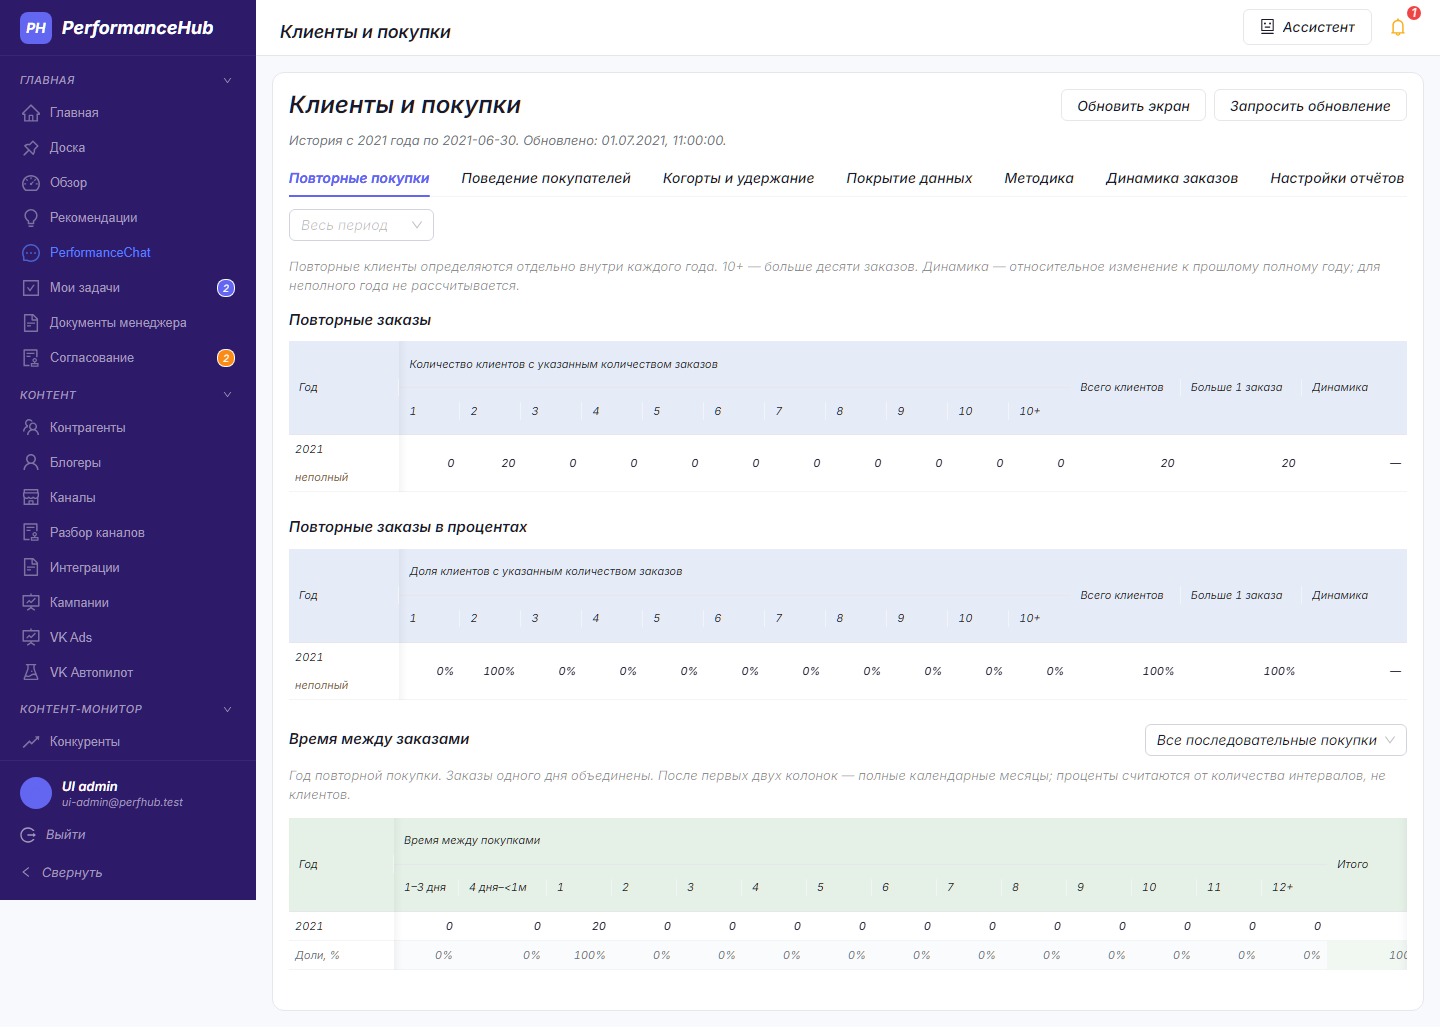 PH PerformanceHub
Клиенты и покупки
Ассистент
1
ГЛАВНАЯ
Главная
Доска
Обзор
Рекомендации
PerformanceChat
Мои задачи 2
Документы менеджера
Согласование 2
КОНТЕНТ
Контрагенты
Блогеры
Каналы
Разбор каналов
Интеграции
Кампании
VK Ads
VK Автопилот
КОНТЕНТ-МОНИТОР
Конкуренты
UI admin
ui-admin@perfhub.test
Выйти
Свернуть
Клиенты и покупки
Обновить экран Запросить обновление
История с 2021 года по 2021-06-30. Обновлено: 01.07.2021, 11:00:00.
Повторные покупки Поведение покупателей Когорты и удержание Покрытие данных Методика Динамика заказов Настройки отчётов
Весь период
Повторные клиенты определяются отдельно внутри каждого года. 10+ — больше десяти заказов. Динамика — относительное изменение к прошлому полному году; для
неполного года не рассчитывается.
Повторные заказы
Количество клиентов с указанным количеством заказов
Год Всего клиентов Больше 1 заказа Динамика
1 2 3 4 5 6 7 8 9 10 10+
2021
0 20 0 0 0 0 0 0 0 0 0 20 20 —
неполный
Повторные заказы в процентах
Доля клиентов с указанным количеством заказов
Год Всего клиентов Больше 1 заказа Динамика
1 2 3 4 5 6 7 8 9 10 10+
2021
0% 100% 0% 0% 0% 0% 0% 0% 0% 0% 0% 100% 100% —
неполный
Время между заказами
Все последовательные покупки
Год повторной покупки. Заказы одного дня объединены. После первых двух колонок — полные календарные месяцы; проценты считаются от количества интервалов, не
клиентов.
Время между покупками
Год Итого
1–3 дня 4 дня–<1м 1 2 3 4 5 6 7 8 9 10 11 12+
2021 0 0 20 0 0 0 0 0 0 0 0 0 0 0
Доли, % 0% 0% 100% 0% 0% 0% 0% 0% 0% 0% 0% 0% 0% 0% 100